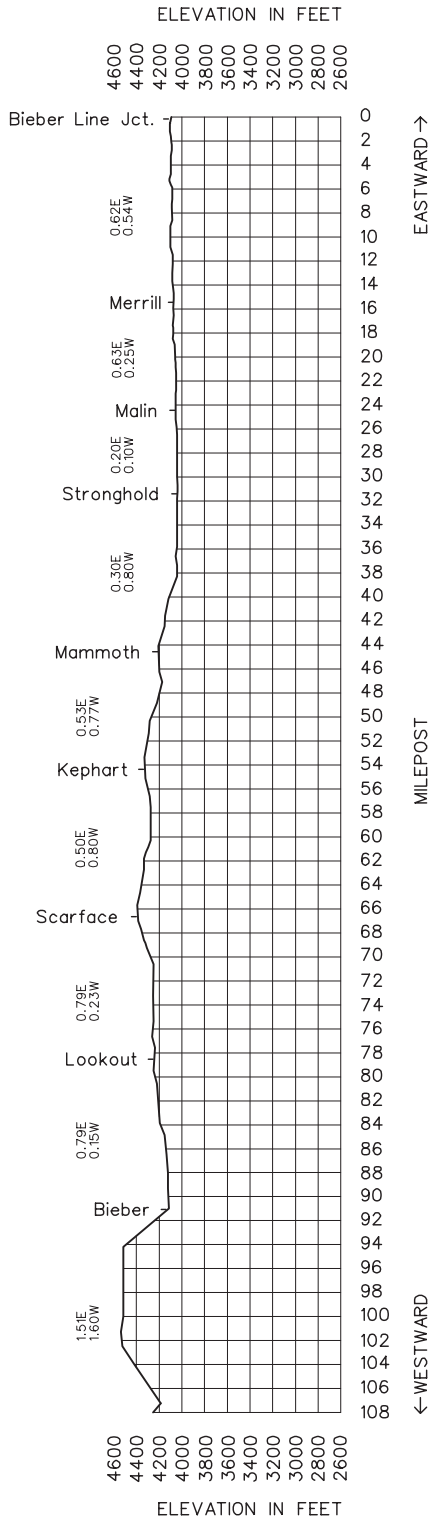 ELEVATION IN FEET
4600 4400 4200 4000 3800 3600 3400 3200 3000 2800 2600
Bieber Line Jct.
0
2
4
EASTWARD →
6
0.62E
0.54W
8
10
12
14
Merrill
16
18
0.63E
0.25W
20
22
Malin
24
26
0.20E
0.10W
28
30
Stronghold
32
34
36
0.30E
0.80W
38
40
42
Mammoth
44
46
48
0.53E
0.77W
50
52
MILEPOST
Kephart
54
56
58
60
0.50E
0.80W
62
64
Scarface
66
68
70
72
0.79E
0.23W
74
76
Lookout
78
80
82
84
0.79E
0.15W
86
88
90
Bieber
92
94
96
98
1.51E
1.60W
100
102
104
← WESTWARD
106
108
4600 4400 4200 4000 3800 3600 3400 3200 3000 2800 2600
ELEVATION IN FEET